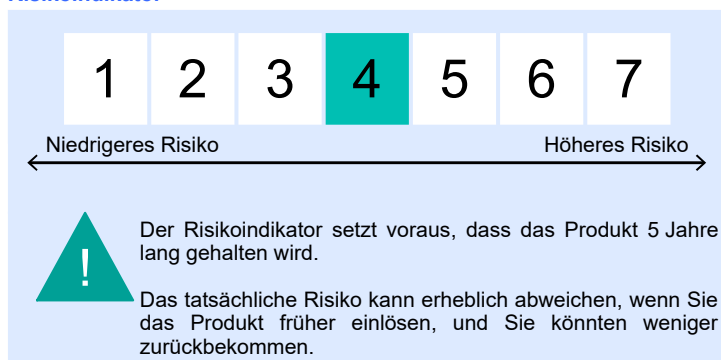 1 2 3 4 5 6 7
Niedrigeres Risiko Höheres Risiko
!
Der Risikoindikator setzt voraus, dass das Produkt 5 Jahre
lang gehalten wird.
Das tatsächliche Risiko kann erheblich abweichen, wenn Sie
das Produkt früher einlösen, und Sie könnten weniger
zurückbekommen.